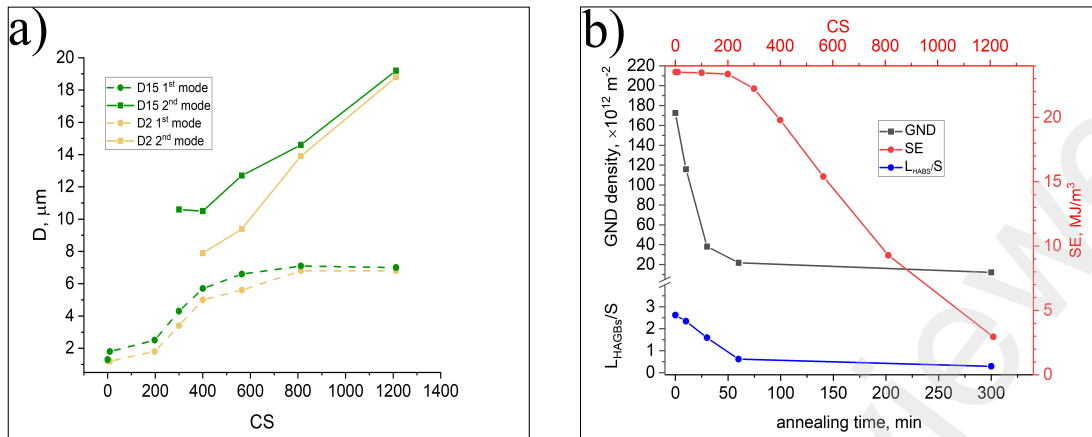 a)
20
18
16
14
12
10
8
6
4
2
D, μm
D15 1st mode
D15 2nd mode
D2 1st mode
D2 2nd mode
0 200 400 600 800 1000 1200 1400
CS
b)
CS
0 200 400 600 800 1000 1200
220
200
180
160
140
120
100
80
60
40
20
GND density, ×10¹² m⁻²
3
2
1
0
LHAGBs/S
GND
SE
LHABS/S
20
15
10
5
0
SE, MJ/m³
0 50 100 150 200 250 300
annealing time, min